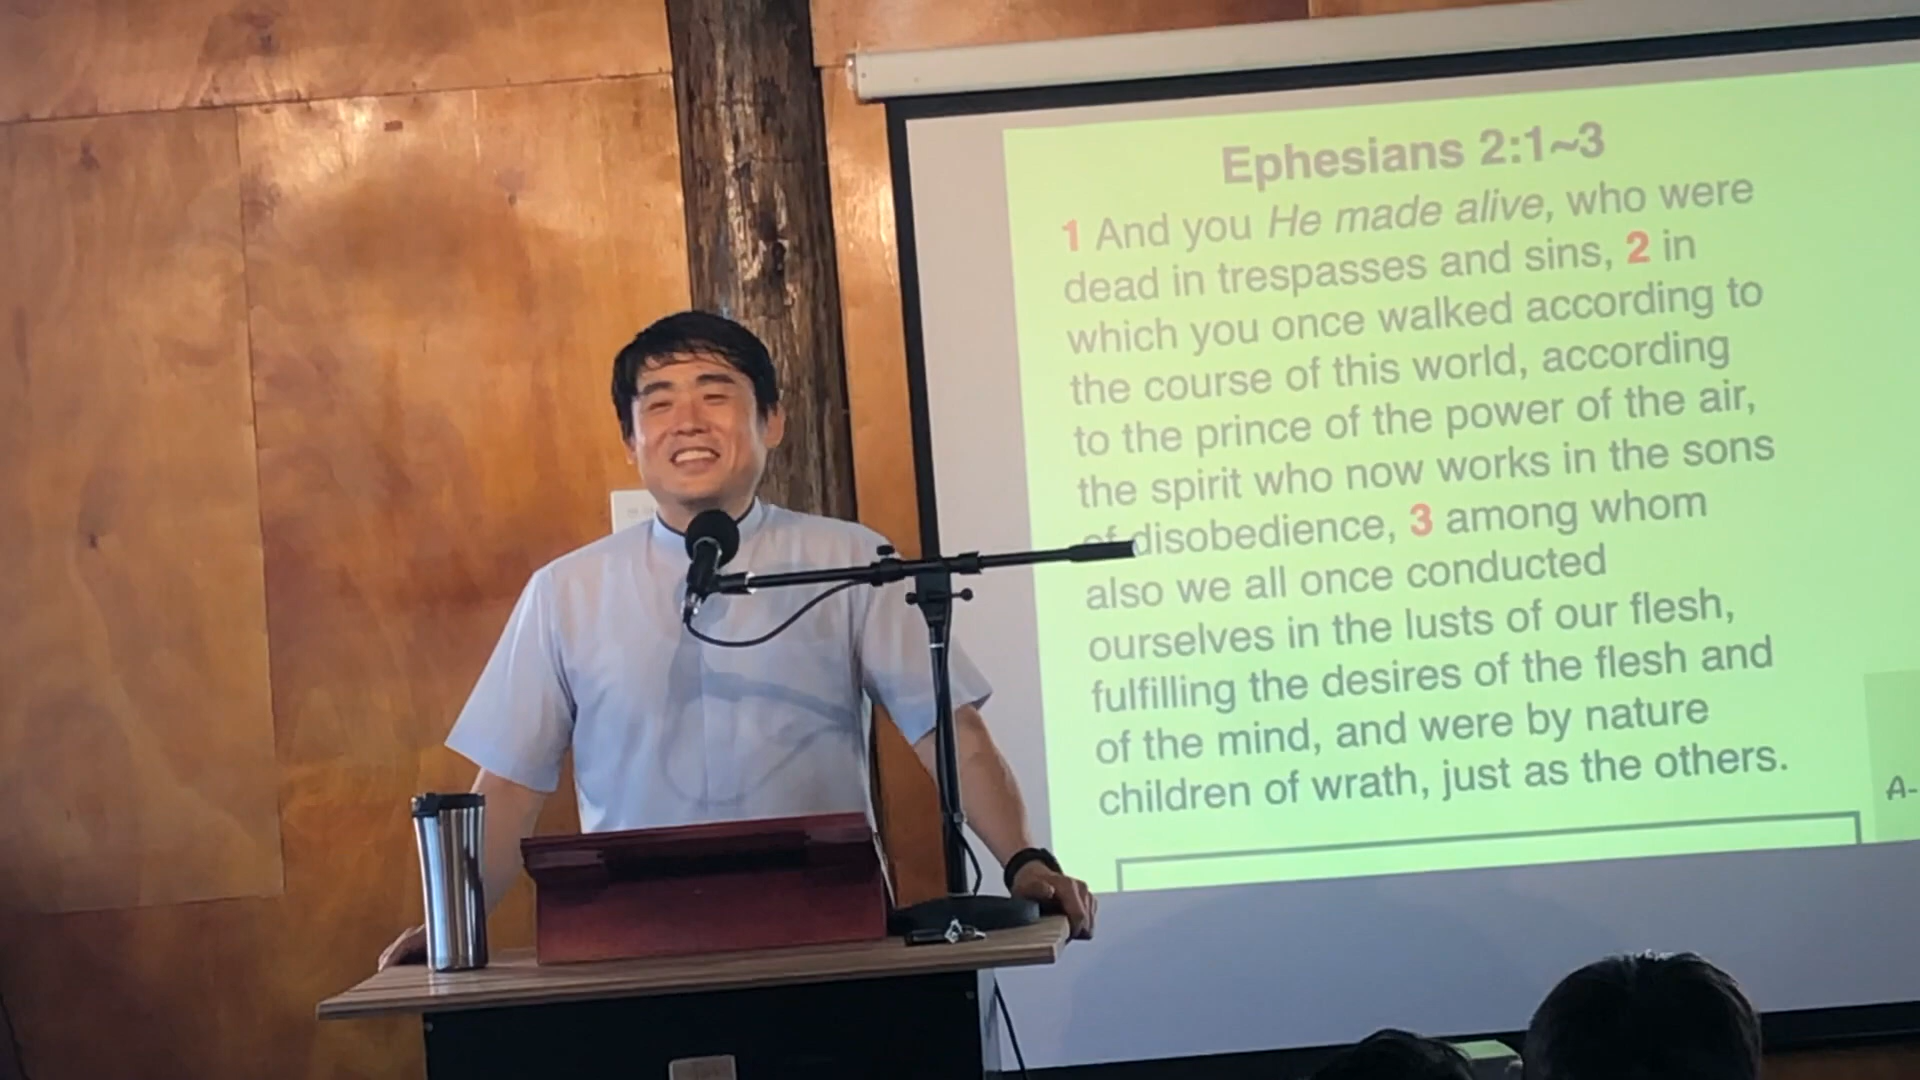 Ephesians 2:1~3
1 And you He made alive, who were
dead in trespasses and sins, 2 in
which you once walked according to
the course of this world, according
to the prince of the power of the air,
the spirit who now works in the sons
of disobedience, 3 among whom
also we all once conducted
ourselves in the lusts of our flesh,
fulfilling the desires of the flesh and
of the mind, and were by nature
children of wrath, just as the others.
A-